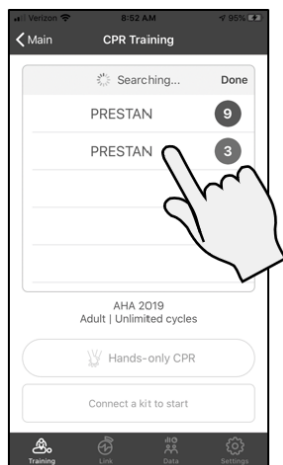 Verizon 8:52 AM 95%
Main CPR Training
Searching... Done
PRESTAN 9
PRESTAN 3
AHA 2019
Adult | Unlimited cycles
Hands-only CPR
Connect a kit to start
Training Link Data Settings